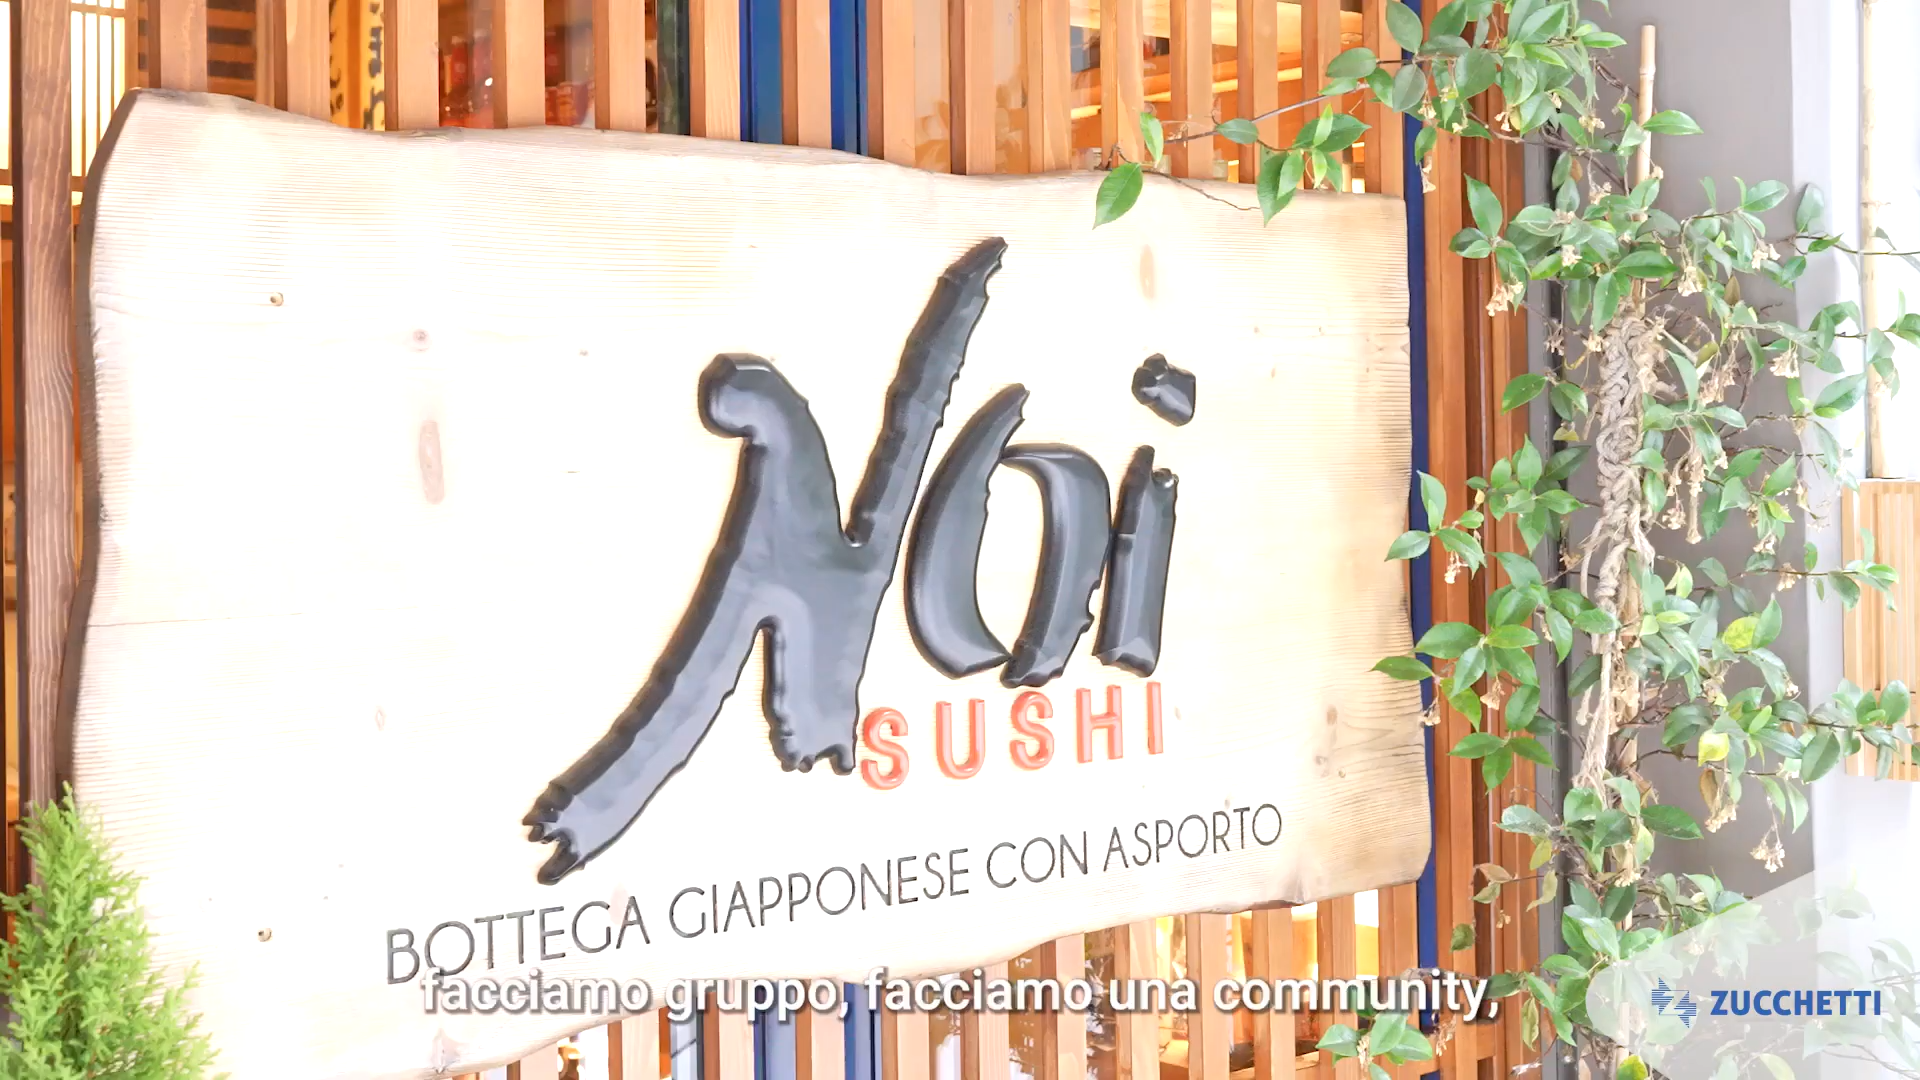 Noi
SUSHI
BOTTEGA GIAPPONESE CON ASPORTO
facciamo gruppo, facciamo una community,
ZUCCHETTI